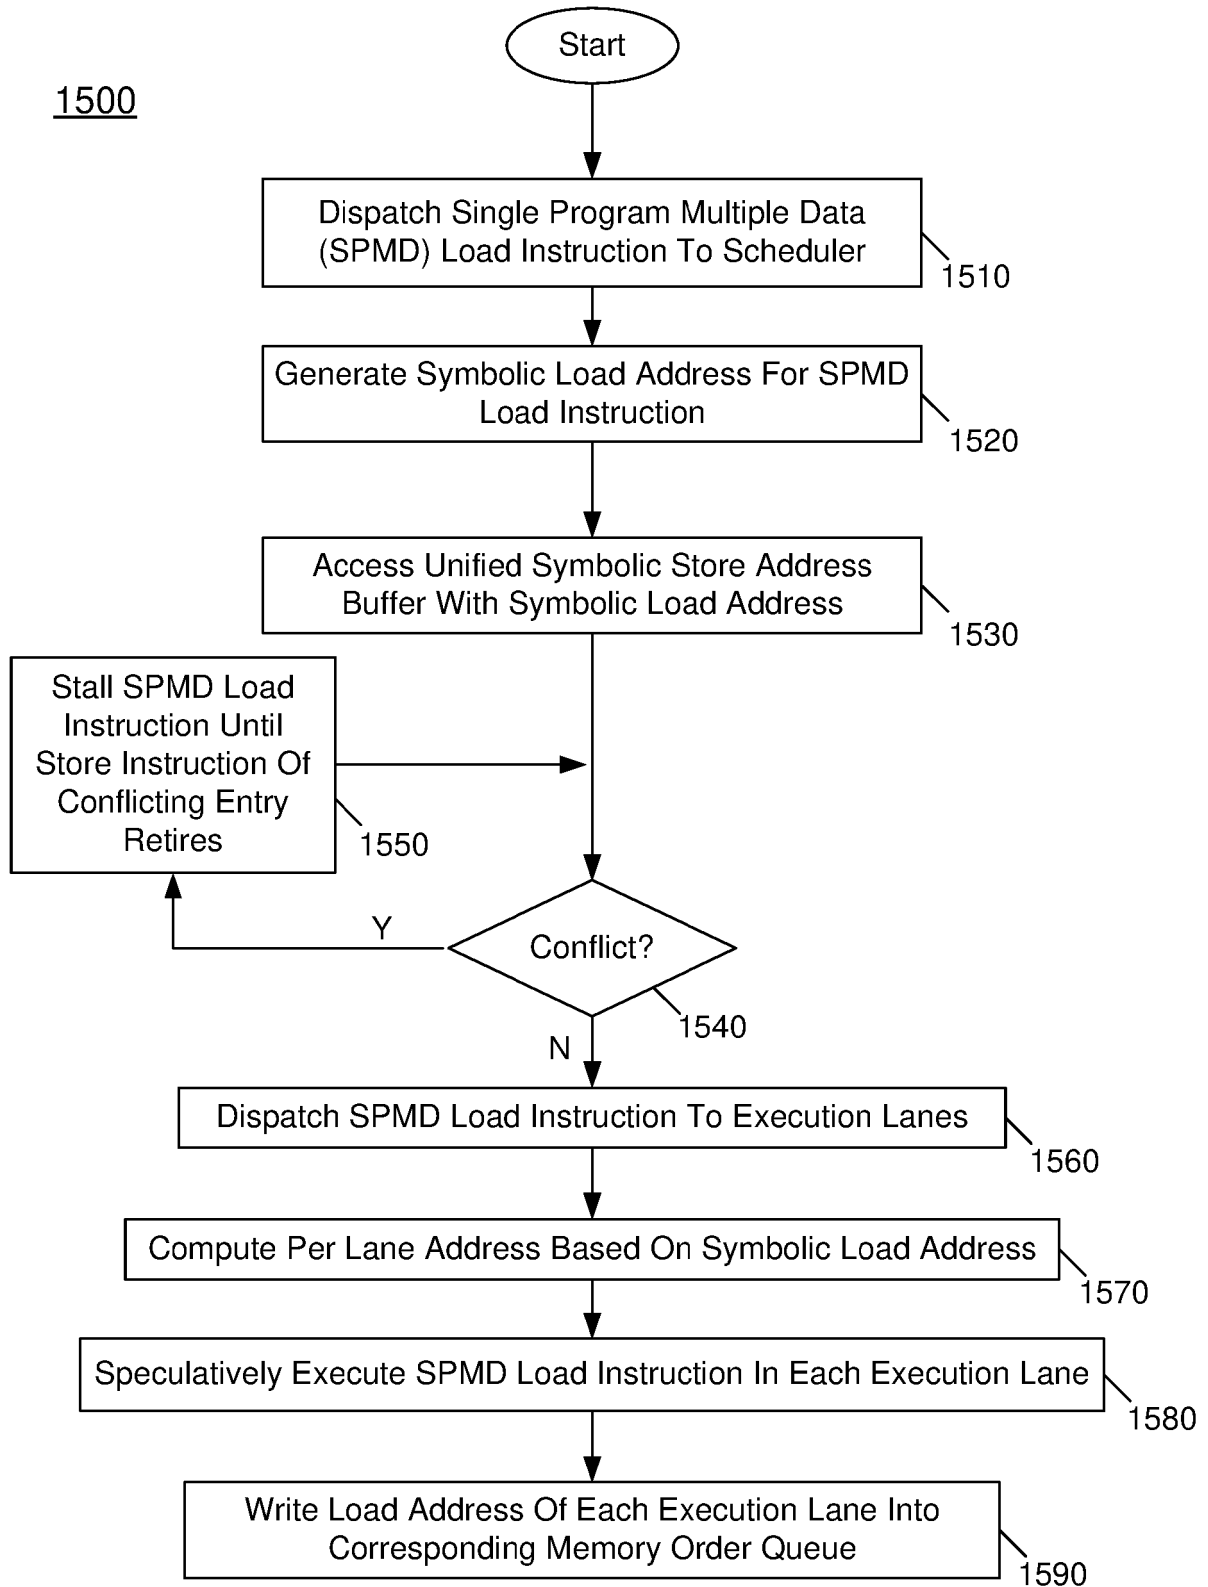 Start
1500
Dispatch Single Program Multiple Data
(SPMD) Load Instruction To Scheduler
1510
Generate Symbolic Load Address For SPMD
Load Instruction
1520
Access Unified Symbolic Store Address
Buffer With Symbolic Load Address
1530
Stall SPMD Load
Instruction Until
Store Instruction Of
Conflicting Entry
Retires
1550
Y
Conflict?
1540
N
Dispatch SPMD Load Instruction To Execution Lanes
1560
Compute Per Lane Address Based On Symbolic Load Address
1570
Speculatively Execute SPMD Load Instruction In Each Execution Lane
1580
Write Load Address Of Each Execution Lane Into
Corresponding Memory Order Queue
1590